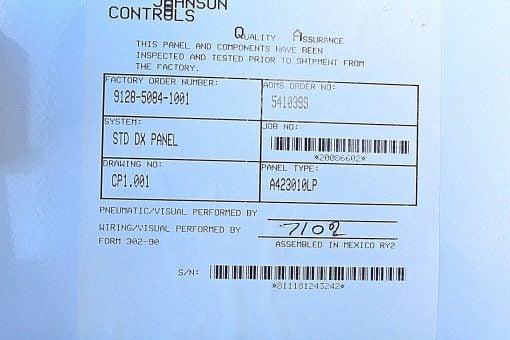 JOHNSON
CONTROLS
QUALITY ASSURANCE
THIS PANEL AND COMPONENTS HAVE BEEN
INSPECTED AND TESTED PRIOR TO SHIPMENT FROM
THE FACTORY.
FACTORY ORDER NUMBER:
9128-5084-1001
AOMS ORDER NO:
5410399
SYSTEM:
STD DX PANEL
JOB NO:
*20086602*
DRAWING NO:
CP1.001
PANEL TYPE:
A423010LP
PNEUMATIC/VISUAL PERFORMED BY
WIRING/VISUAL PERFORMED BY 7102
FORM 302-90
ASSEMBLED IN MEXICO RY2
S/N:
*811181243242*